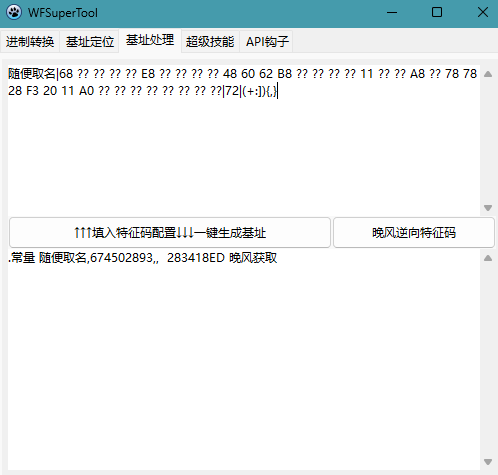 WFSuperTool
进制转换 基址定位 基址处理 超级技能 API钩子
随便取名|68 ?? ?? ?? ?? E8 ?? ?? ?? ?? 48 60 62 B8 ?? ?? ?? ?? 11 ?? ?? A8 ?? 78 78
28 F3 20 11 A0 ?? ?? ?? ?? ?? ?? ?? ??|72|(+:]){,}
↑↑↑填入特征码配置↓↓↓一键生成基址 晚风逆向特征码
.常量 随便取名,674502893,, 283418ED 晚风获取